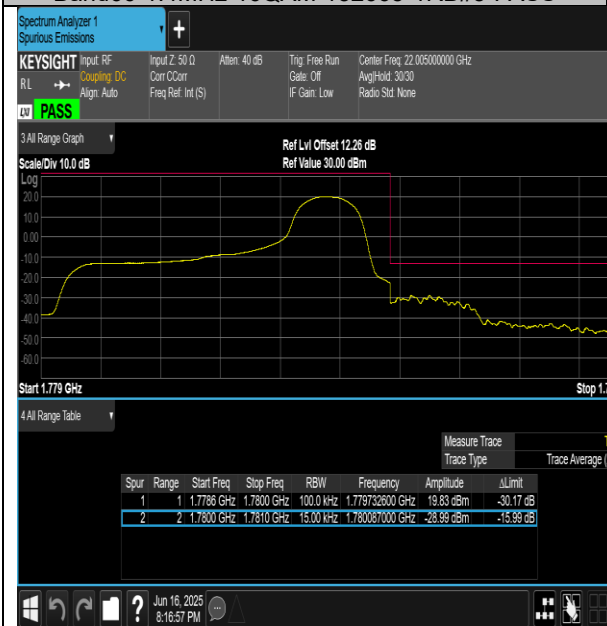 Spectrum Analyzer 1
Spurious Emissions
+
KEYSIGHT Input: RF Input Z: 50 Ω Atten: 40 dB Trig: Free Run Center Freq: 22.005000000 GHz
RL Coupling: DC Corr CCorr Gate: Off Avg|Hold: 30/30
Align: Auto Freq Ref: Int (S) IF Gain: Low Radio Std: None
LXI PASS
3 All Range Graph
Ref Lvl Offset 12.26 dB
Scale/Div 10.0 dB Ref Value 30.00 dBm
Log
20.0
10.0
0.00
-10.0
-20.0
-30.0
-40.0
-50.0
-60.0
Start 1.779 GHz Stop 1.7
4 All Range Table
Measure Trace
Trace Type Trace Average (
Spur Range Start Freq Stop Freq RBW Frequency Amplitude ΔLimit
1 1 1.7786 GHz 1.7800 GHz 100.0 kHz 1.779732600 GHz 19.83 dBm -30.17 dB
2 2 1.7800 GHz 1.7810 GHz 15.00 kHz 1.780087000 GHz -28.99 dBm -15.99 dB
? Jun 16, 2025
8:16:57 PM